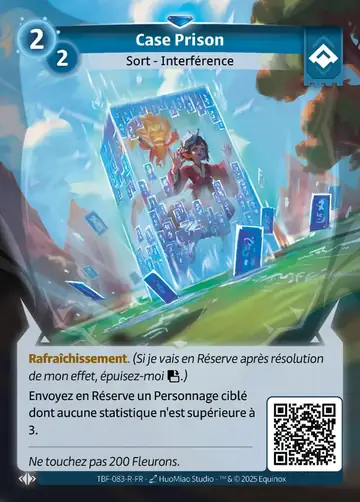 2
2
Case Prison
Sort - Interférence
Rafraîchissement. (Si je vais en Réserve après résolution
de mon effet, épuisez-moi .)
Envoyez en Réserve un Personnage ciblé
dont aucune statistique n'est supérieure à
3.
Ne touchez pas 200 Fleurons.
TBF-083-R-FR - HuoMiao Studio - ™ & © 2025 Equinox